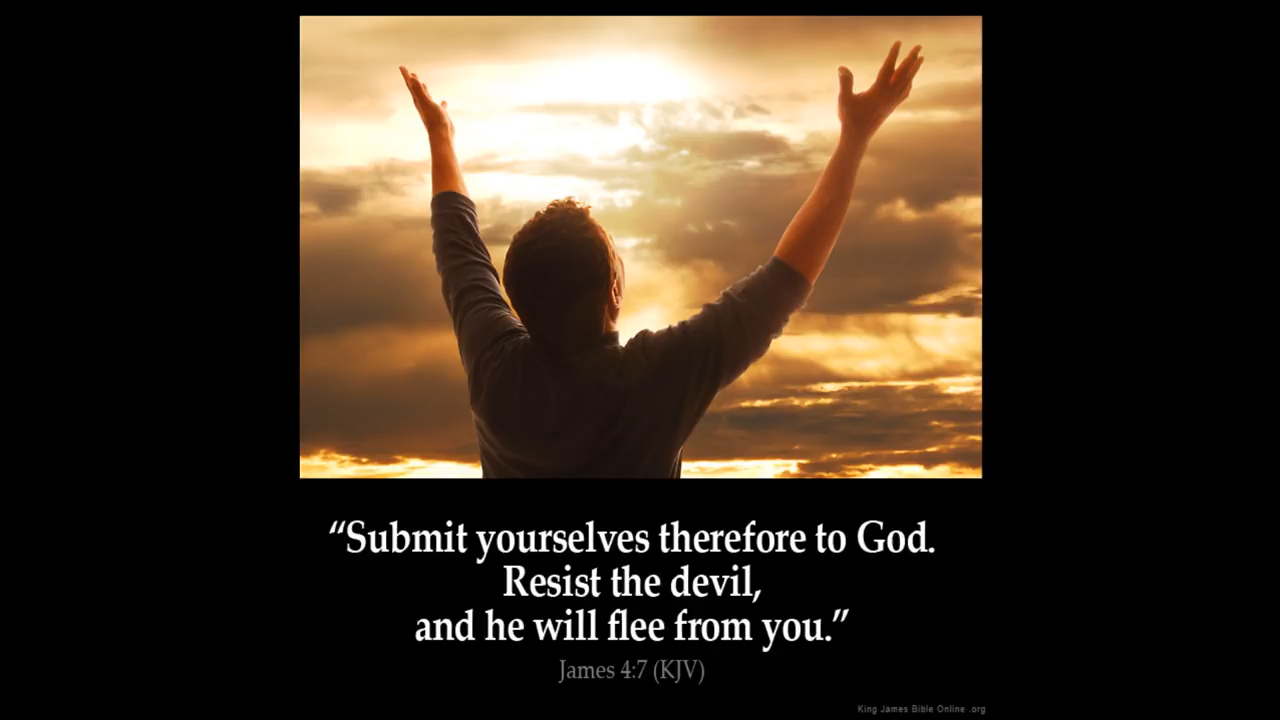 “Submit yourselves therefore to God.
Resist the devil,
and he will flee from you.”
James 4:7 (KJV)
King James Bible Online .org